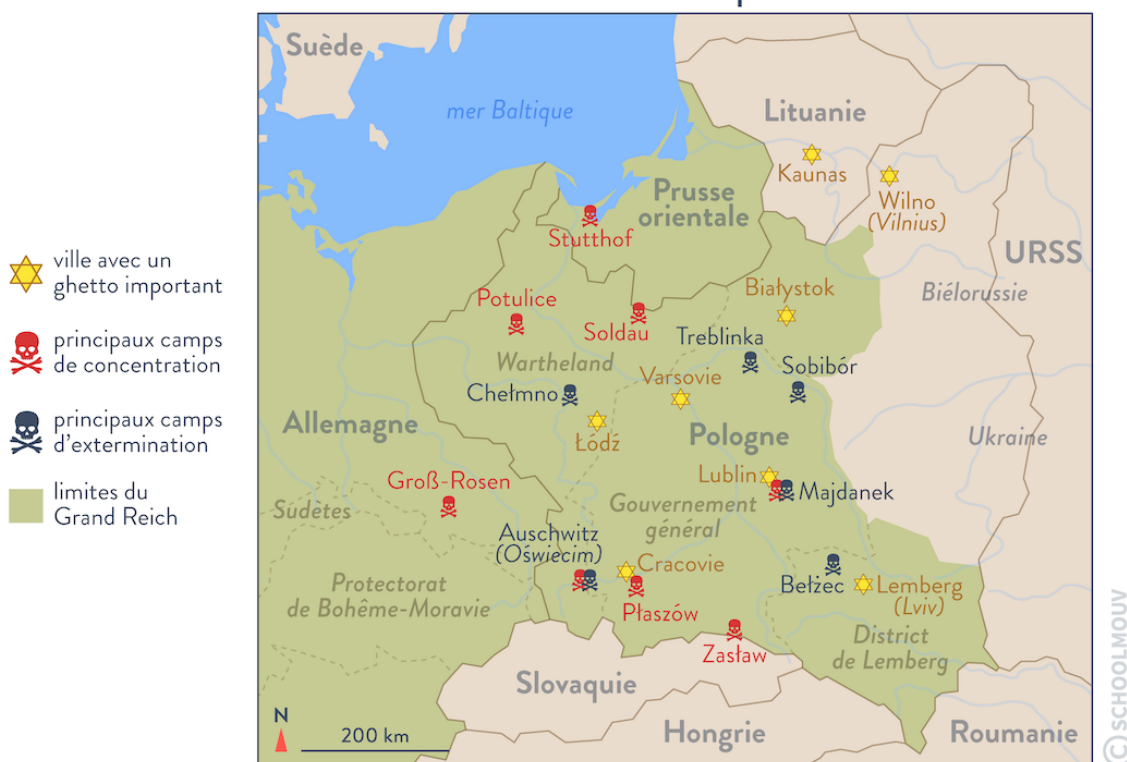 Suède
mer Baltique
Lituanie
Kaunas
Wilno
(Vilnius)
Prusse
orientale
Stutthof
URSS
ville avec un
ghetto important
Białystok
Biélorussie
Potulice
Soldau
Treblinka
principaux camps
de concentration
Wartheland
Sobibór
Varsovie
Chełmno
principaux camps
d'extermination
Allemagne
Łódź
Pologne
Ukraine
Groß-Rosen
Lublin
Majdanek
limites du
Grand Reich
Sudètes
Gouvernement
général
Auschwitz
(Oświecim)
Cracovie
Protectorat
de Bohême-Moravie
Bełżec
Lemberg
(Lviv)
Płaszów
Zasław
District
de Lemberg
Slovaquie
N
200 km
Hongrie
Roumanie
(C) SCHOOLMOUV